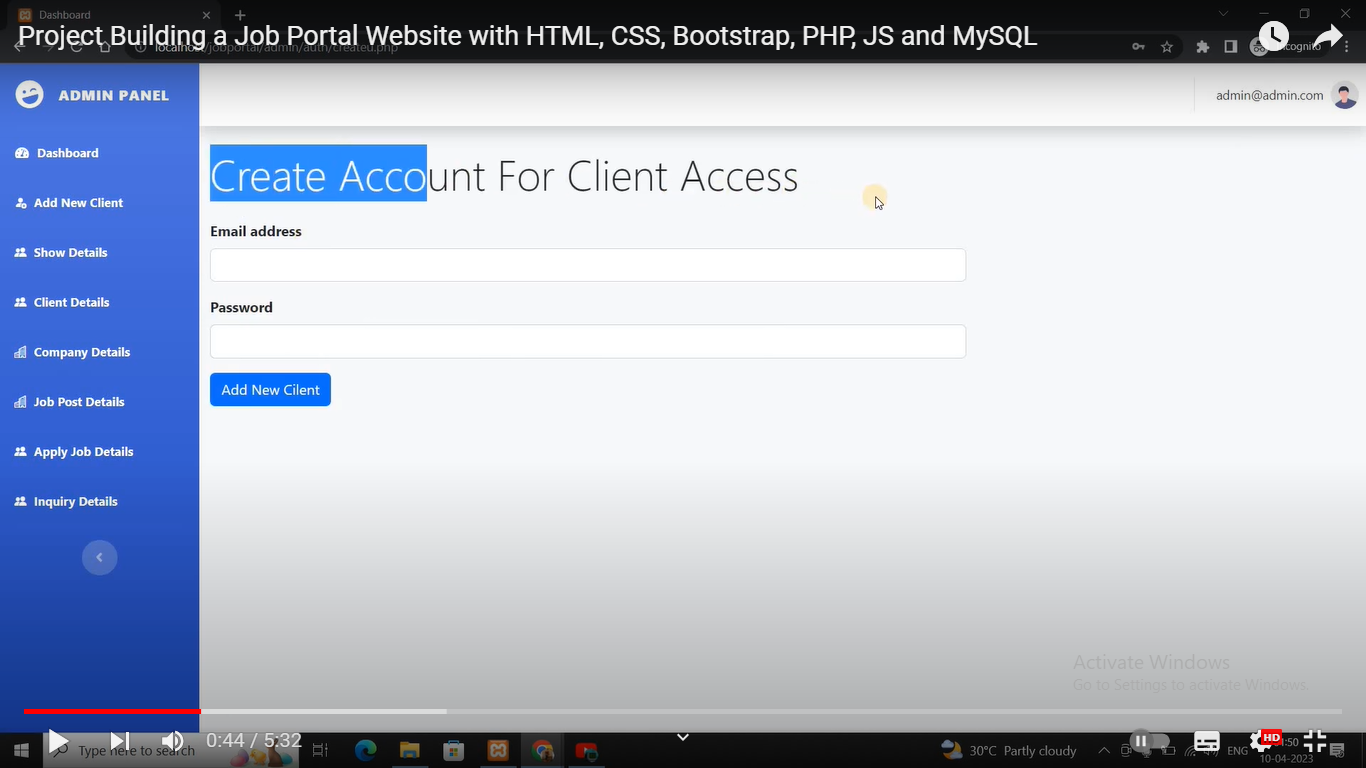 Dashboard
Project Building a Job Portal Website with HTML, CSS, Bootstrap, PHP, JS and MySQL
localhost/jobportal/admin/auth/created.php
Incognito
ADMIN PANEL
admin@admin.com
Dashboard
Add New Client
Show Details
Client Details
Company Details
Job Post Details
Apply Job Details
Inquiry Details
Create Account For Client Access
Email address
Password
Add New Cilent
Activate Windows
Go to Settings to activate Windows.
0:44 / 5:32
HD
Type here to search
30°C Partly cloudy
ENG
10-04-2023